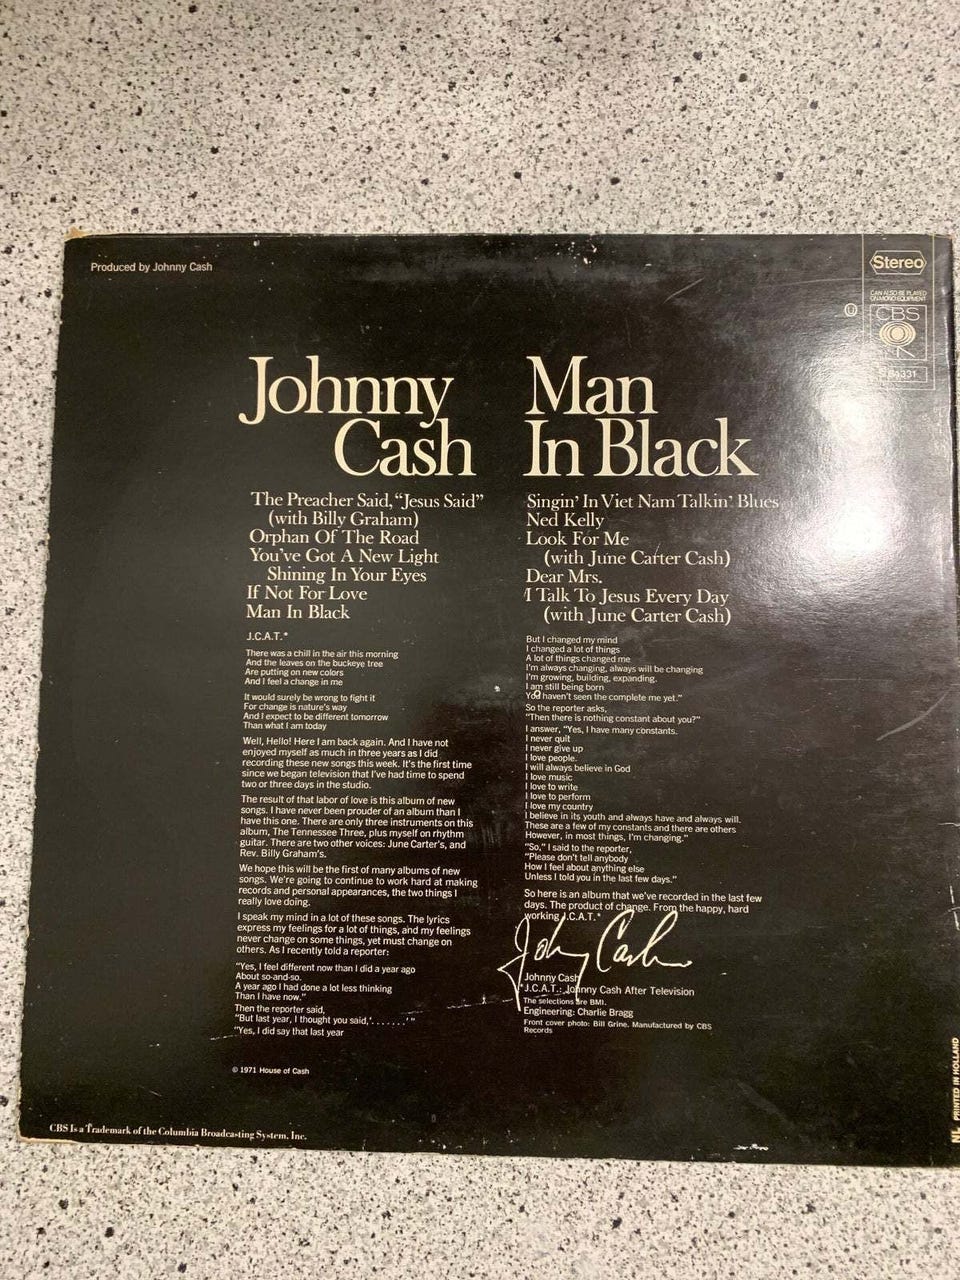 Produced by Johnny Cash
Stereo
CAN ALSO BE PLAYED
ON MONO EQUIPMENT
U
CBS
Johnny
Cash
The Preacher Said, “Jesus Said”
(with Billy Graham)
Orphan Of The Road
You've Got A New Light
Shining In Your Eyes
If Not For Love
Man In Black
J.C.A.T.*
There was a chill in the air this morning
And the leaves on the buckeye tree
Are putting on new colors
And I feel a change in me
It would surely be wrong to fight it
For change is nature's way
And I expect to be different tomorrow
Than what I am today
Well, Hello! Here I am back again. And I have not
enjoyed myself as much in three years as I did
recording these new songs this week. It's the first time
since we began television that I've had time to spend
two or three days in the studio.
The result of that labor of love is this album of new
songs. I have never been prouder of an album than I
have this one. There are only three instruments on this
album, The Tennessee Three, plus myself on rhythm
guitar. There are two other voices: June Carter's, and
Rev. Billy Graham's.
We hope this will be the first of many albums of new
songs. We're going to continue to work hard at making
records and personal appearances, the two things I
really love doing.
I speak my mind in a lot of these songs. The lyrics
express my feelings for a lot of things, and my feelings
never change on some things, yet must change on
others. As I recently told a reporter:
“Yes, I feel different now than I did a year ago
About so-and-so.
A year ago I had done a lot less thinking
Than I have now.”
Then the reporter said,
“But last year, I thought you said,‘.......’”
“Yes, I did say that last year
© 1971 House of Cash
CBS Is a Trademark of the Columbia Broadcasting System, Inc.
Man
In Black
Singin' In Viet Nam Talkin' Blues
Ned Kelly
Look For Me
(with June Carter Cash)
Dear Mrs.
I Talk To Jesus Every Day
(with June Carter Cash)
But I changed my mind
I changed a lot of things
A lot of things changed me
I'm always changing, always will be changing
I'm growing, building, expanding.
I am still being born
You haven't seen the complete me yet.”
So the reporter asks,
“Then there is nothing constant about you?”
I answer, “Yes, I have many constants.
I never quit
I never give up
I love people.
I will always believe in God
I love music
I love to write
I love to perform
I love my country
I believe in its youth and always have and always will.
These are a few of my constants and there are others
However, in most things, I'm changing.”
“So,” I said to the reporter,
“Please don't tell anybody
How I feel about anything else
Unless I told you in the last few days.”
So here is an album that we've recorded in the last few
days. The product of change. From the happy, hard
working J.C.A.T.*
Johnny Cash
Johnny Cash
*J.C.A.T.: Johnny Cash After Television
The selections are BMI.
Engineering: Charlie Bragg
Front cover photo: Bill Grine. Manufactured by CBS
Records
NL PRINTED IN HOLLAND